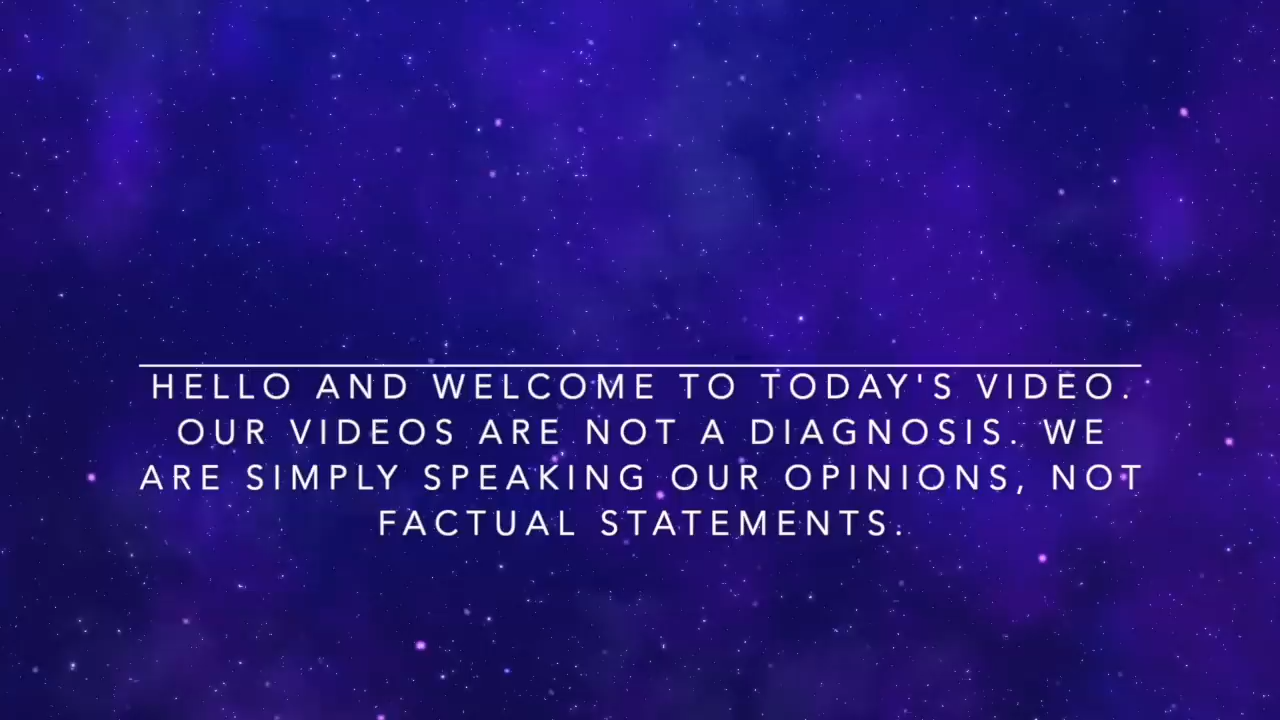 HELLO AND WELCOME TO TODAY'S VIDEO.
OUR VIDEOS ARE NOT A DIAGNOSIS. WE
ARE SIMPLY SPEAKING OUR OPINIONS, NOT
FACTUAL STATEMENTS.